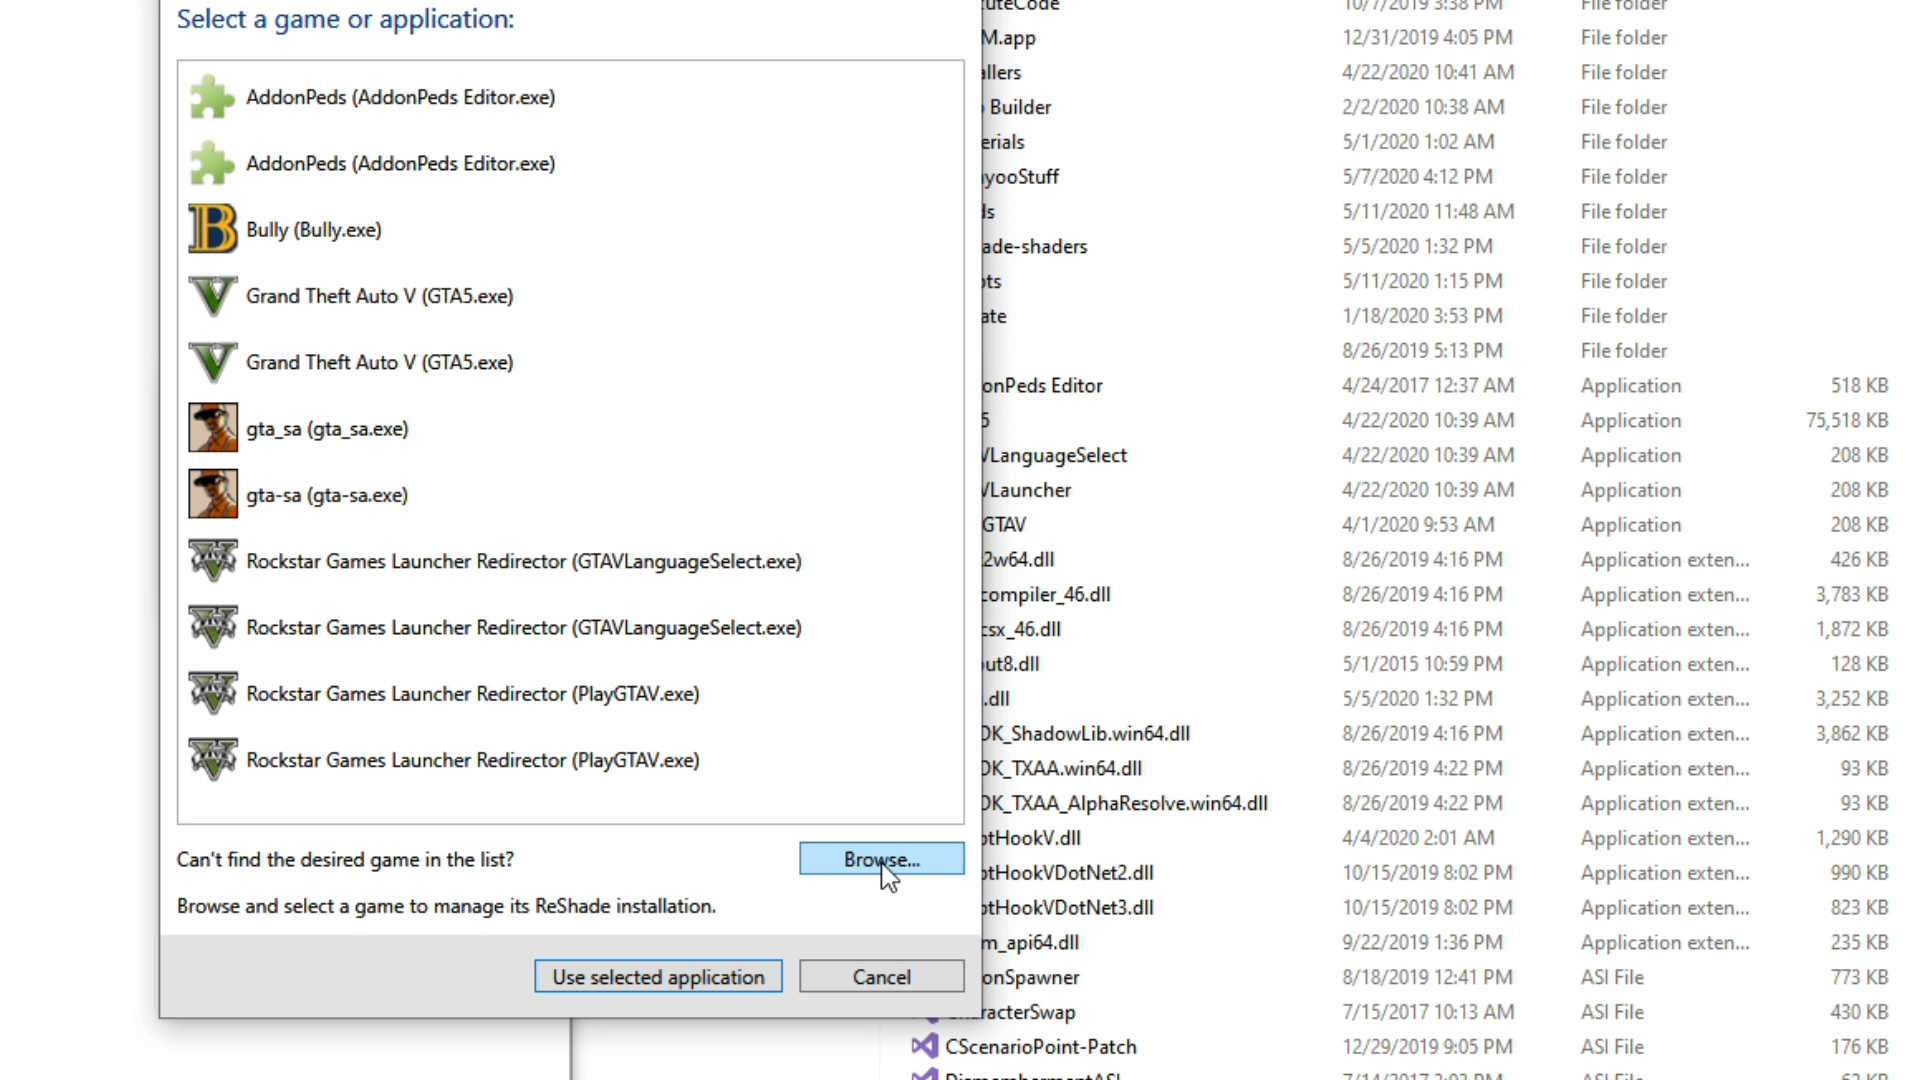 Select a game or application:
AddonPeds (AddonPeds Editor.exe)
AddonPeds (AddonPeds Editor.exe)
Bully (Bully.exe)
Grand Theft Auto V (GTA5.exe)
Grand Theft Auto V (GTA5.exe)
gta_sa (gta_sa.exe)
gta-sa (gta-sa.exe)
Rockstar Games Launcher Redirector (GTAVLanguageSelect.exe)
Rockstar Games Launcher Redirector (GTAVLanguageSelect.exe)
Rockstar Games Launcher Redirector (PlayGTAV.exe)
Rockstar Games Launcher Redirector (PlayGTAV.exe)
Can't find the desired game in the list?
Browse...
Browse and select a game to manage its ReShade installation.
Use selected application
Cancel
uteCode 10/7/2019 3:38 PM File folder
M.app 12/31/2019 4:05 PM File folder
allers 4/22/2020 10:41 AM File folder
Builder 2/2/2020 10:38 AM File folder
erials 5/1/2020 1:02 AM File folder
yooStuff 5/7/2020 4:12 PM File folder
ds 5/11/2020 11:48 AM File folder
ade-shaders 5/5/2020 1:32 PM File folder
pts 5/11/2020 1:15 PM File folder
ate 1/18/2020 3:53 PM File folder
8/26/2019 5:13 PM File folder
onPeds Editor 4/24/2017 12:37 AM Application 518 KB
5 4/22/2020 10:39 AM Application 75,518 KB
VLanguageSelect 4/22/2020 10:39 AM Application 208 KB
VLauncher 4/22/2020 10:39 AM Application 208 KB
GTAV 4/1/2020 9:53 AM Application 208 KB
2w64.dll 8/26/2019 4:16 PM Application exten... 426 KB
compiler_46.dll 8/26/2019 4:16 PM Application exten... 3,783 KB
csx_46.dll 8/26/2019 4:16 PM Application exten... 1,872 KB
out8.dll 5/1/2015 10:59 PM Application exten... 128 KB
.dll 5/5/2020 1:32 PM Application exten... 3,252 KB
DK_ShadowLib.win64.dll 8/26/2019 4:16 PM Application exten... 3,862 KB
DK_TXAA.win64.dll 8/26/2019 4:22 PM Application exten... 93 KB
DK_TXAA_AlphaResolve.win64.dll 8/26/2019 4:22 PM Application exten... 93 KB
ptHookV.dll 4/4/2020 2:01 AM Application exten... 1,290 KB
ptHookVDotNet2.dll 10/15/2019 8:02 PM Application exten... 990 KB
ptHookVDotNet3.dll 10/15/2019 8:02 PM Application exten... 823 KB
m_api64.dll 9/22/2019 1:36 PM Application exten... 235 KB
onSpawner 8/18/2019 12:41 PM ASI File 773 KB
racterSwap 7/15/2017 10:13 AM ASI File 430 KB
CScenarioPoint-Patch 12/29/2019 9:05 PM ASI File 176 KB